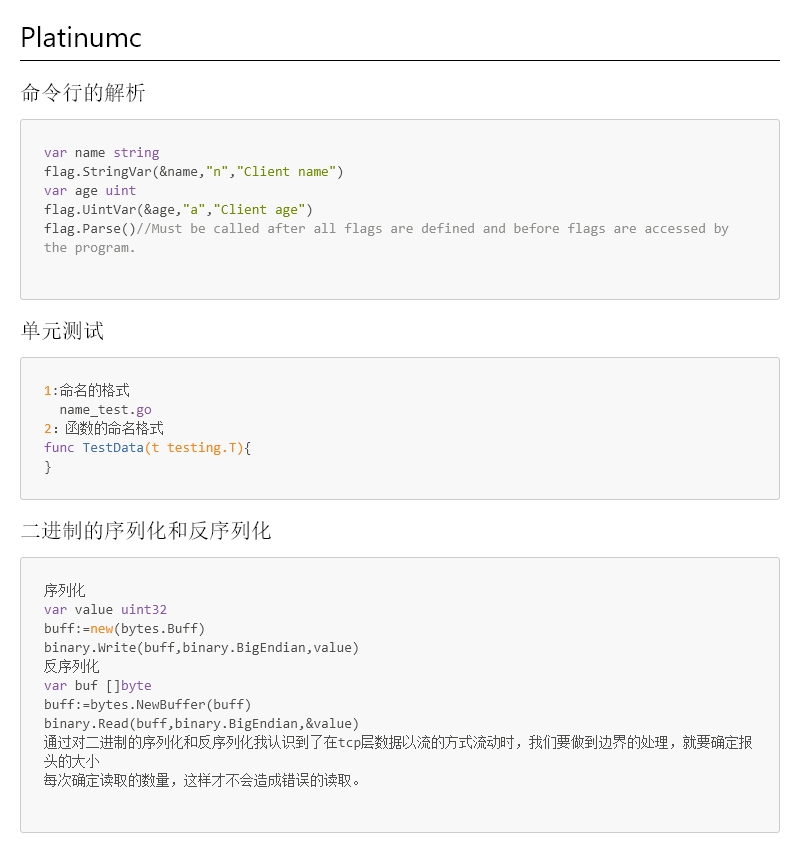 Platinumc
命令行的解析
var name string
flag.StringVar(&name,"n","Client name")
var age uint
flag.UintVar(&age,"a","Client age")
flag.Parse()//Must be called after all flags are defined and before flags are accessed by
the program.
单元测试
1:命名的格式
  name_test.go
2：函数的命名格式
func TestData(t testing.T){
}
二进制的序列化和反序列化
序列化
var value uint32
buff:=new(bytes.Buff)
binary.Write(buff,binary.BigEndian,value)
反序列化
var buf []byte
buff:=bytes.NewBuffer(buff)
binary.Read(buff,binary.BigEndian,&value)
通过对二进制的序列化和反序列化我认识到了在tcp层数据以流的方式流动时，我们要做到边界的处理，就要确定报
头的大小
每次确定读取的数量，这样才不会造成错误的读取。